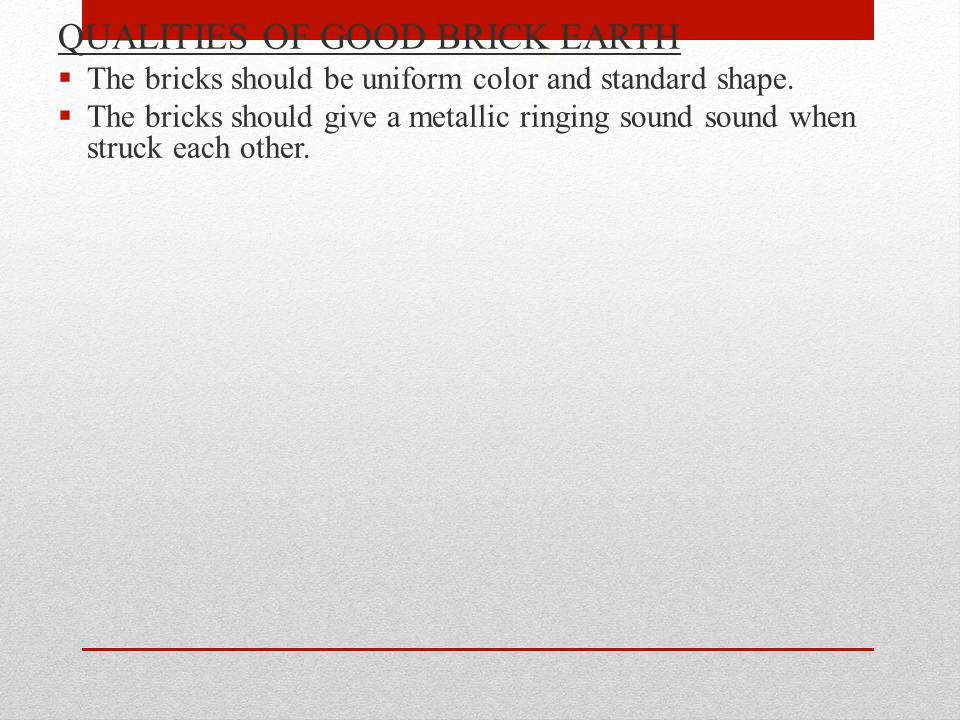 QUALITIES OF GOOD BRICK EARTH
▪ The bricks should be uniform color and standard shape.
▪ The bricks should give a metallic ringing sound sound when
struck each other.